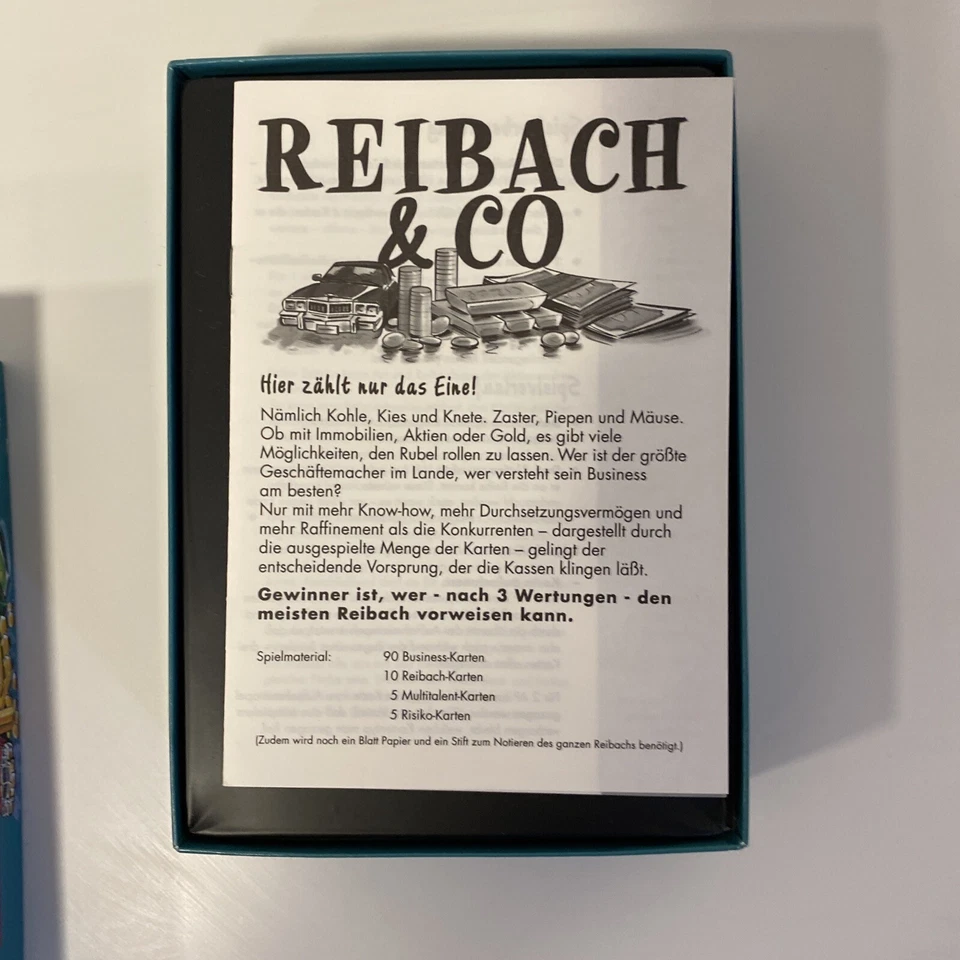 REIBACH
& CO
Hier zählt nur das Eine!
Nämlich Kohle, Kies und Knete. Zaster, Piepen und Mäuse.
Ob mit Immobilien, Aktien oder Gold, es gibt viele
Möglichkeiten, den Rubel rollen zu lassen. Wer ist der größte
Geschäftemacher im Lande, wer versteht sein Business
am besten?
Nur mit mehr Know-how, mehr Durchsetzungsvermögen und
mehr Raffinement als die Konkurrenten – dargestellt durch
die ausgespielte Menge der Karten – gelingt der
entscheidende Vorsprung, der die Kassen klingen läßt.
Gewinner ist, wer - nach 3 Wertungen - den
meisten Reibach vorweisen kann.
Spielmaterial: 90 Business-Karten
10 Reibach-Karten
5 Multitalent-Karten
5 Risiko-Karten
(Zudem wird noch ein Blatt Papier und ein Stift zum Notieren des ganzen Reibachs benötigt.)